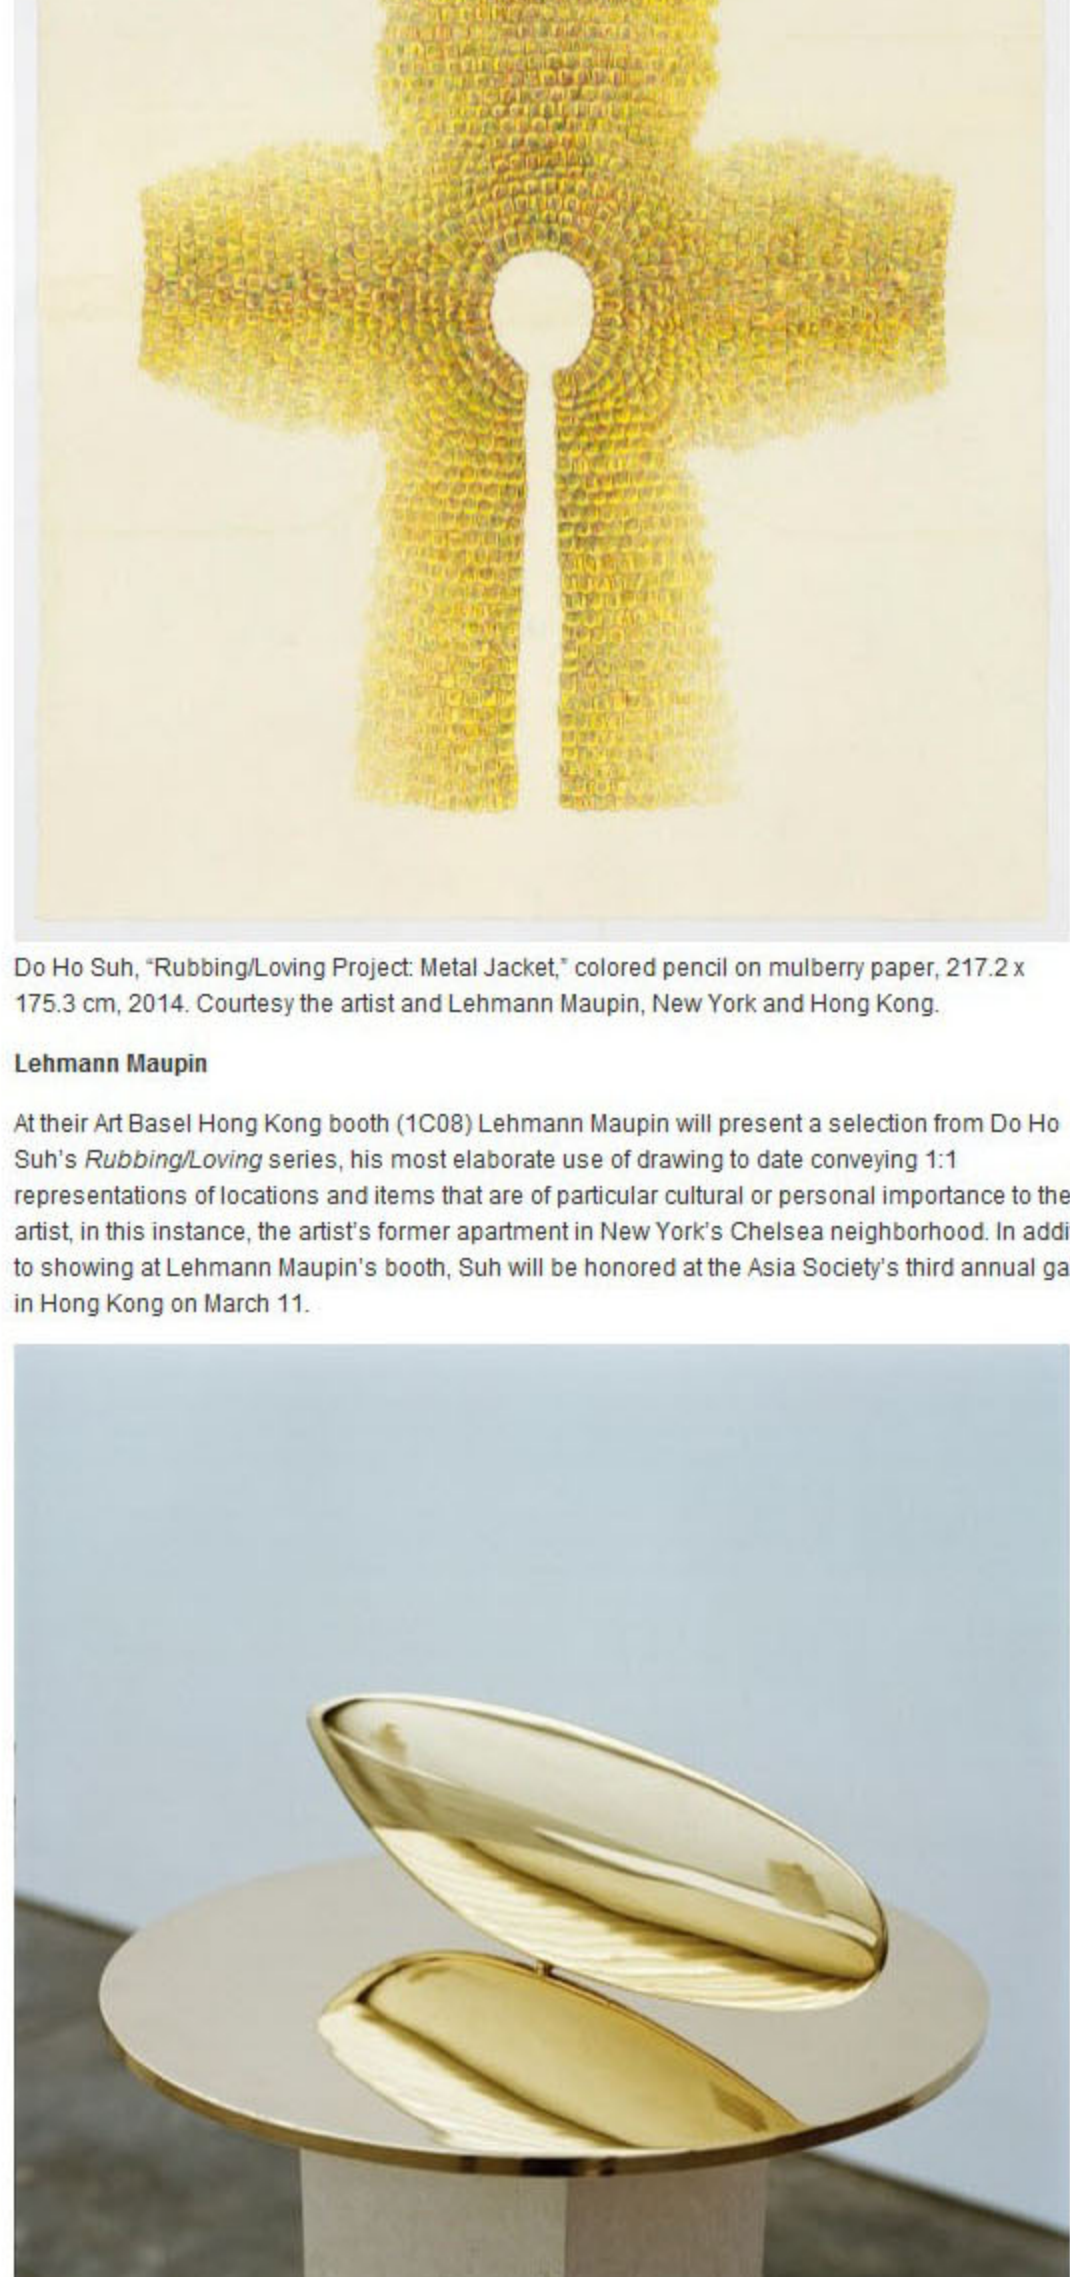 Do Ho Suh, “Rubbing/Loving Project: Metal Jacket,” colored pencil on mulberry paper, 217.2 x
175.3 cm, 2014. Courtesy the artist and Lehmann Maupin, New York and Hong Kong.
Lehmann Maupin
At their Art Basel Hong Kong booth (1C08) Lehmann Maupin will present a selection from Do Ho
Suh’s Rubbing/Loving series, his most elaborate use of drawing to date conveying 1:1
representations of locations and items that are of particular cultural or personal importance to the
artist, in this instance, the artist’s former apartment in New York’s Chelsea neighborhood. In addi
to showing at Lehmann Maupin’s booth, Suh will be honored at the Asia Society’s third annual ga
in Hong Kong on March 11.